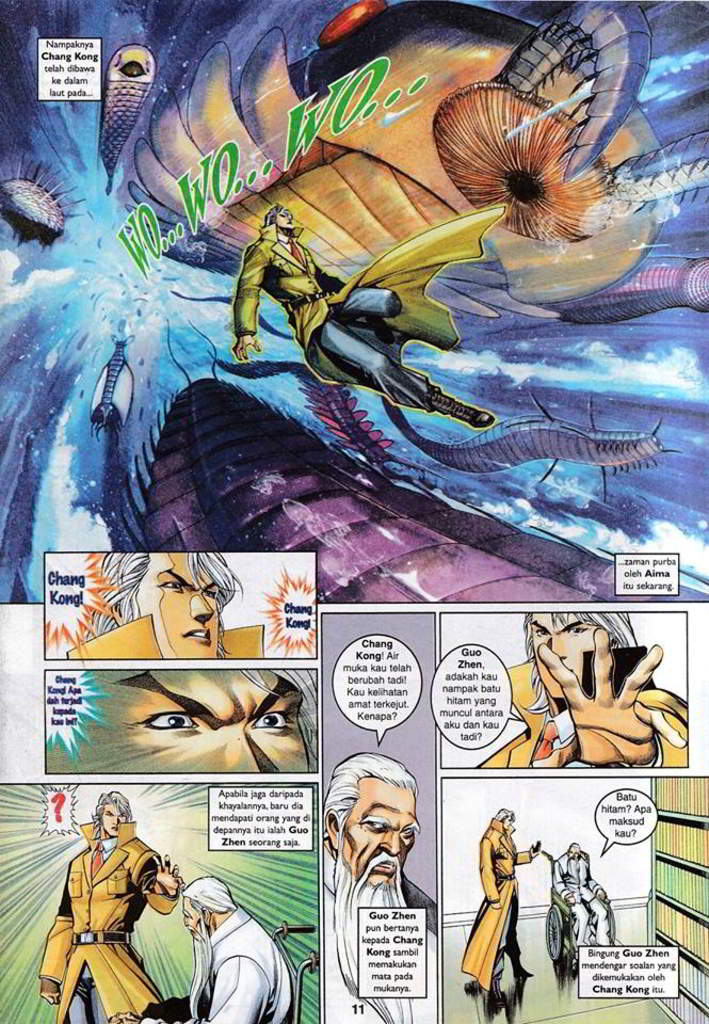 Nampaknya
Chang Kong
telah dibawa
ke dalam
laut pada...
WO... WO... WO...
...zaman purba
oleh Aima
itu sekarang.
Chang
Kong!
Chang
Kong!
Chang
Kong! Apa
dah terjadi
kepada
kau ini?
Chang
Kong! Air
muka kau telah
berubah tadi!
Kau kelihatan
amat terkejut.
Kenapa?
Guo
Zhen,
adakah kau
nampak batu
hitam yang
muncul antara
aku dan kau
tadi?
?
Apabila jaga daripada
khayalannya, baru dia
mendapati orang yang di
depannya itu ialah Guo
Zhen seorang saja.
Guo Zhen
pun bertanya
kepada Chang
Kong sambil
memakukan
mata pada
mukanya.
Batu
hitam? Apa
maksud
kau?
Bingung Guo Zhen
mendengar soalan yang
dikemukakan oleh
Chang Kong itu.
11